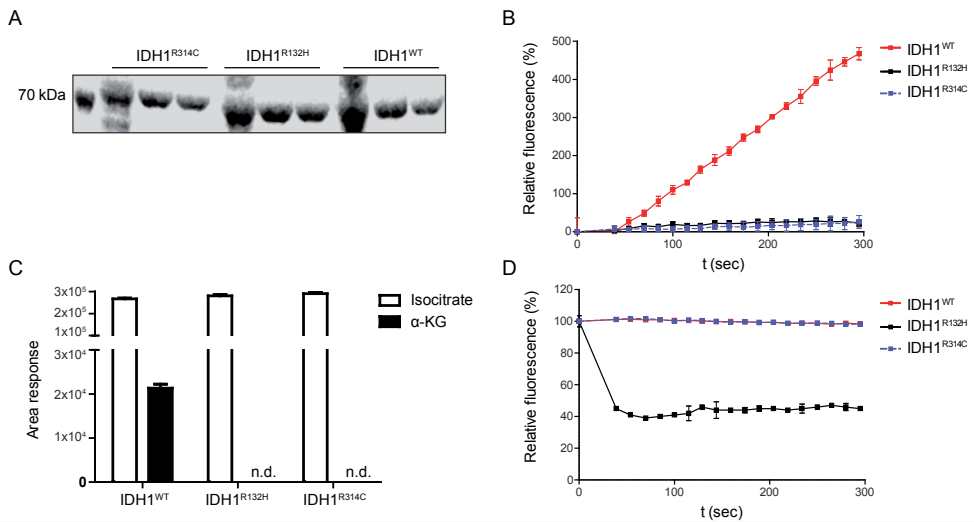 A
IDH1R314C
IDH1R132H
IDH1WT
70 kDa
B
Relative fluorescence (%)
500
400
300
200
100
0
0
100
200
300
t (sec)
IDH1WT
IDH1R132H
IDH1R314C
C
Area response
3x10⁵
2x10⁵
1x10⁵
3x10⁴
2x10⁴
1x10⁴
0
n.d.
n.d.
IDH1WT
IDH1R132H
IDH1R314C
Isocitrate
α-KG
D
Relative fluorescence (%)
120
100
80
60
40
20
0
0
100
200
300
t (sec)
IDH1WT
IDH1R132H
IDH1R314C